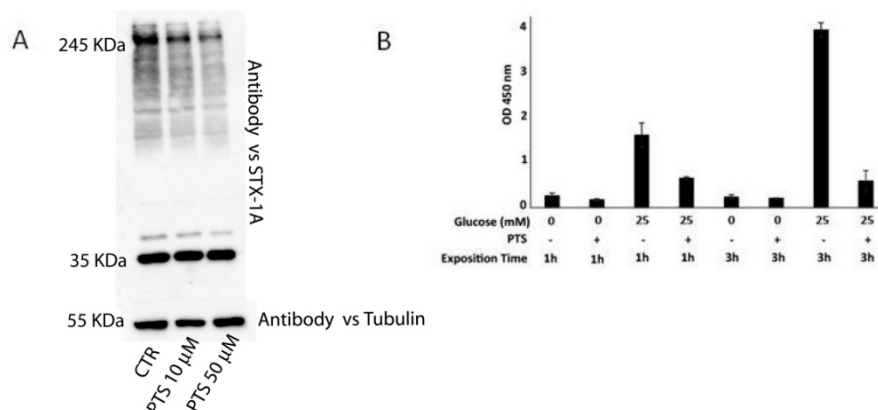 A
245 KDa
35 KDa
55 KDa
Antibody vs STX-1A
Antibody vs Tubulin
CTR
PTS 10 µM
PTS 50 µM
B
OD 450 nm
4
3
2
1
0
Glucose (mM) 0 0 25 25 0 0 25 25
PTS - + - + - + - +
Exposition Time 1h 1h 1h 1h 3h 3h 3h 3h